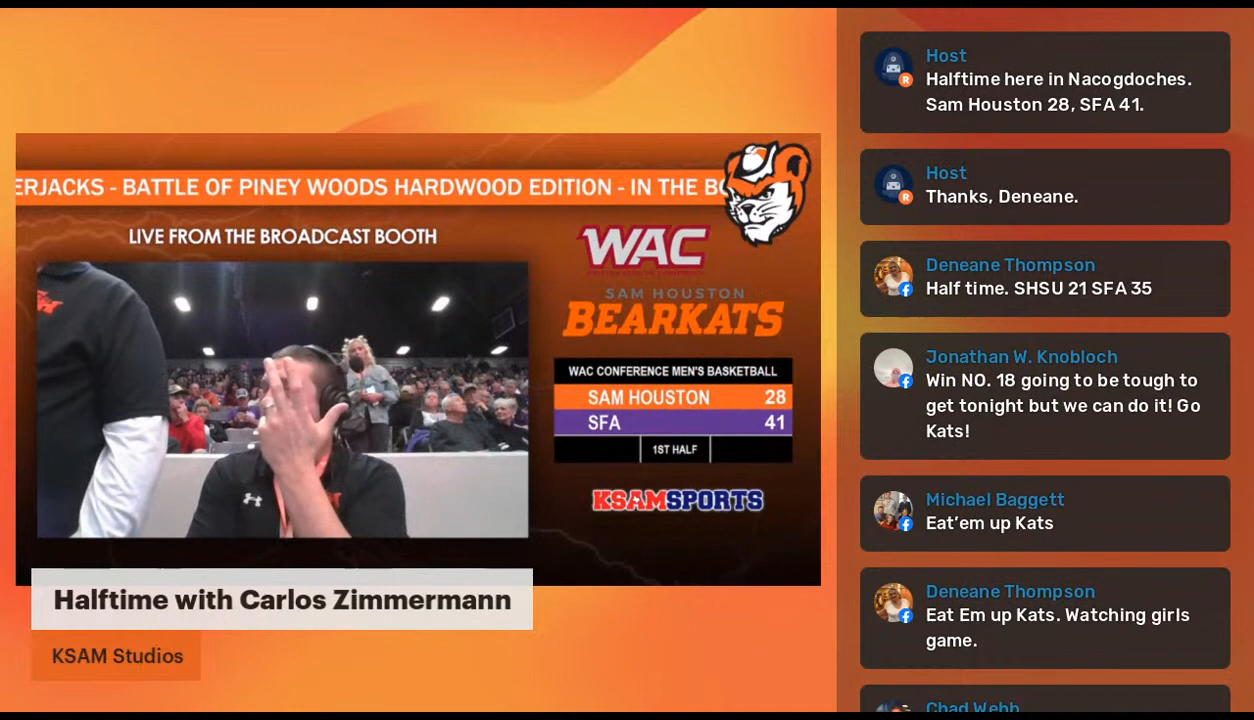 ERJACKS - BATTLE OF PINEY WOODS HARDWOOD EDITION - IN THE BO
LIVE FROM THE BROADCAST BOOTH
WAC
SAM HOUSTON
BEARKATS
WAC CONFERENCE MEN'S BASKETBALL
SAM HOUSTON 28
SFA 41
1ST HALF
KSAMSPORTS
Halftime with Carlos Zimmermann
KSAM Studios
Host
Halftime here in Nacogdoches.
Sam Houston 28, SFA 41.
Host
Thanks, Deneane.
Deneane Thompson
Half time. SHSU 21 SFA 35
Jonathan W. Knobloch
Win NO. 18 going to be tough to
get tonight but we can do it! Go
Kats!
Michael Baggett
Eat’em up Kats
Deneane Thompson
Eat Em up Kats. Watching girls
game.
Chad Webb